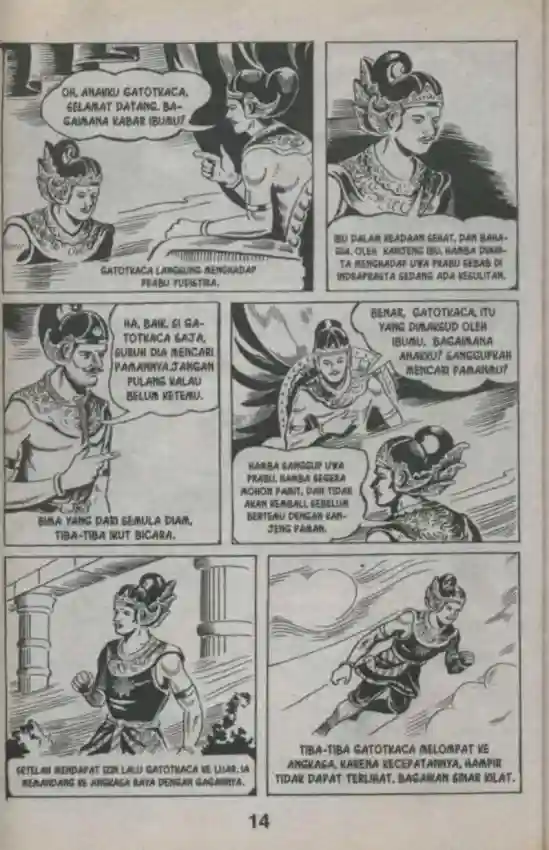 OH, ANAKKU GATOTKACA,
SELAMAT DATANG. BA-
GAIMANA KABAR IBUMU?
GATOTKACA LANGSUNG MENGHADAP
PRABU YUDISTIRA.
IBU DALAM KEADAAN SEHAT, DAN BAHA-
GIA. OLEH KANJENG IBU, HAMBA DIMIN-
TA MENGHADAP UWA PRABU SEBAB DI
INDRAPRASTA SEDANG ADA KESULITAN.
HA, BAIK. SI GA-
TOTKACA SAJA,
SURUH DIA MENCARI
PAMANNYA. JANGAN
PULANG KALAU
BELUM KETEMU.
BIMA YANG DARI SEMULA DIAM,
TIBA-TIBA IKUT BICARA.
BENAR, GATOTKACA, ITU
YANG DIMAKSUD OLEH
IBUMU. BAGAIMANA
ANAKKU? SANGGUPKAH
MENCARI PAMANMU?
HAMBA SANGGUP UWA
PRABU. HAMBA SEGERA
MOHON PAMIT, DAN TIDAK
AKAN KEMBALI SEBELUM
BERTEMU DENGAN KAN-
JENG PAMAN.
SETELAH MENDAPAT IZIN LALU GATOTKACA KE LUAR. IA
MEMANDANG KE ANGKASA RAYA DENGAN GAGAHNYA.
TIBA-TIBA GATOTKACA MELOMPAT KE
ANGKASA. KARENA KECEPATANNYA, HAMPIR
TIDAK DAPAT TERLIHAT. BAGAIKAN SINAR KILAT.
14